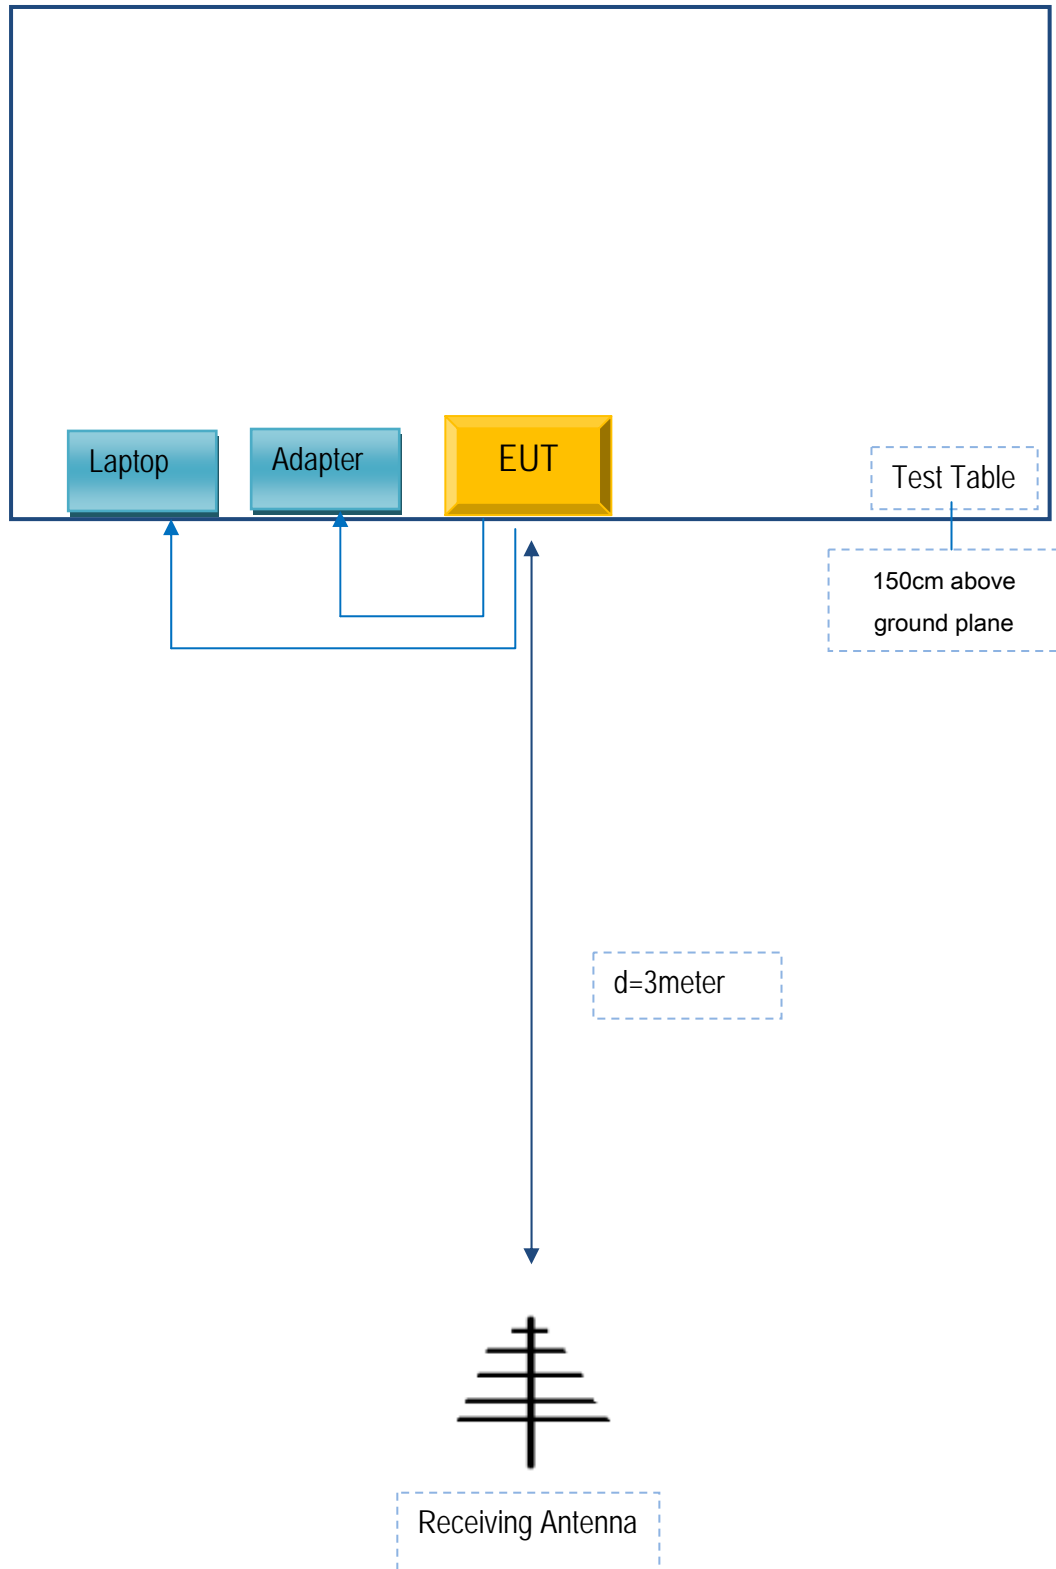 Laptop
Adapter
EUT
Test Table
150cm above
ground plane
d=3meter
Receiving Antenna